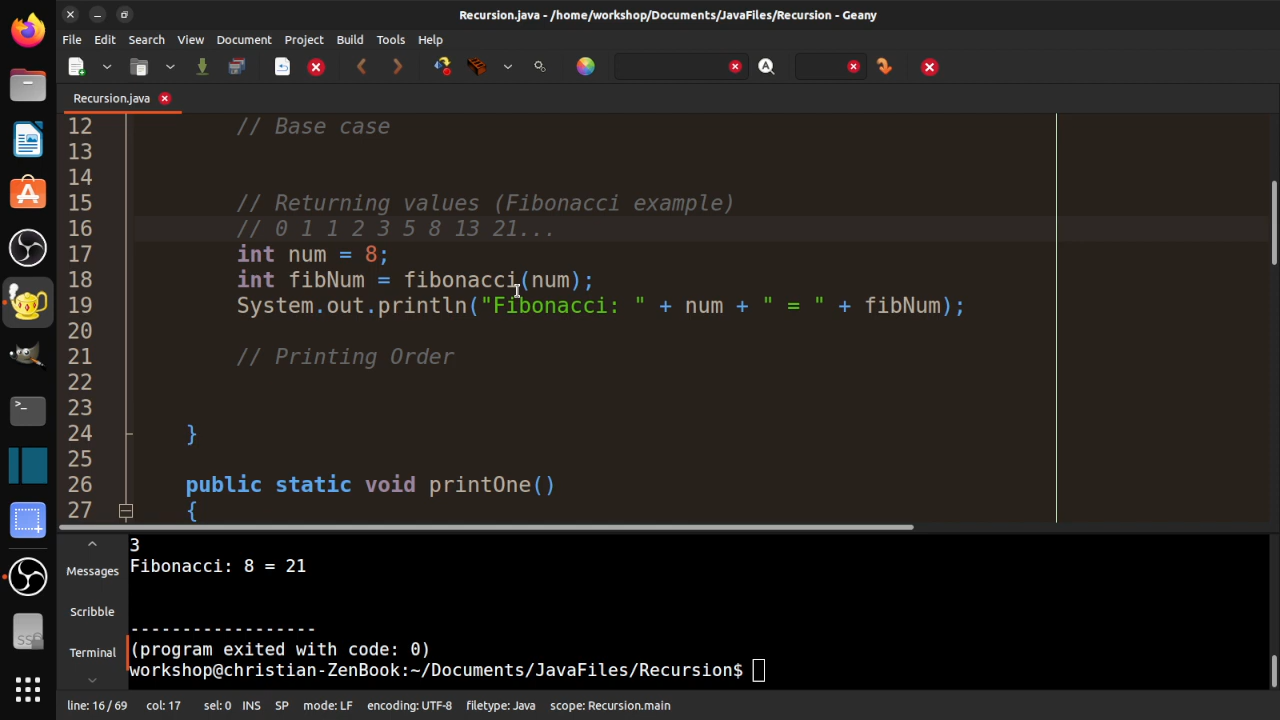 Recursion.java - /home/workshop/Documents/JavaFiles/Recursion - Geany
File Edit Search View Document Project Build Tools Help
Recursion.java
12 // Base case
13
14
15 // Returning values (Fibonacci example)
16 // 0 1 1 2 3 5 8 13 21...
17 int num = 8;
18 int fibNum = fibonacci(num);
19 System.out.println("Fibonacci: " + num + " = " + fibNum);
20
21 // Printing Order
22
23
24 }
25
26 public static void printOne()
27 {
Messages
Scribble
Terminal
3
Fibonacci: 8 = 21
------------------
(program exited with code: 0)
workshop@christian-ZenBook:~/Documents/JavaFiles/Recursion$
line: 16 / 69 col: 17 sel: 0 INS SP mode: LF encoding: UTF-8 filetype: Java scope: Recursion.main